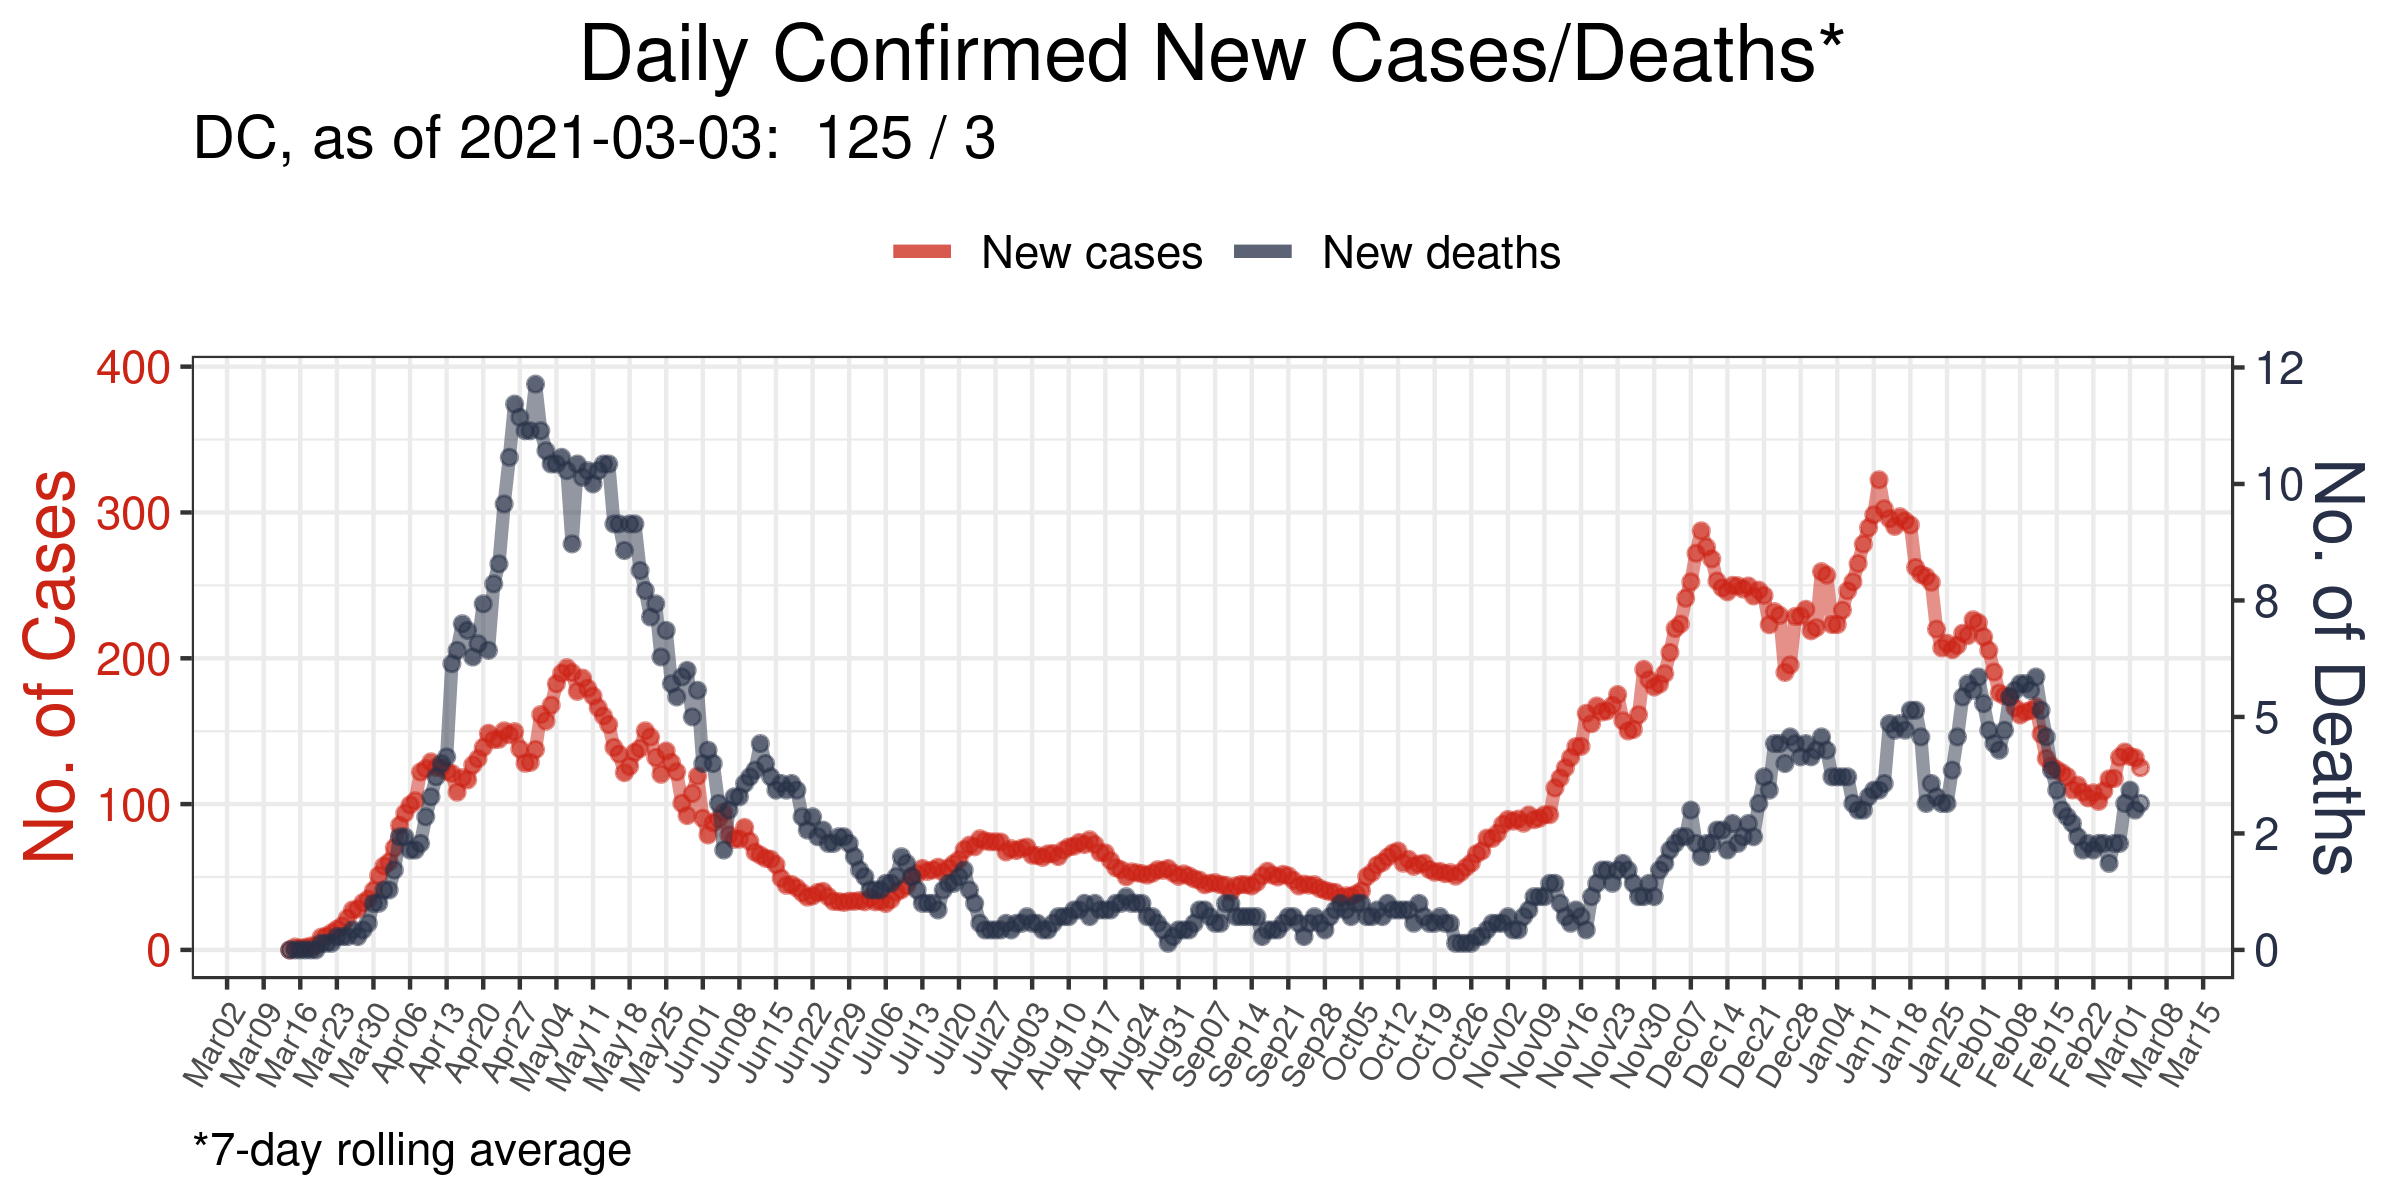 Daily Confirmed New Cases/Deaths*
DC, as of 2021-03-03:  125 / 3
New cases
New deaths
No. of Cases
400
300
200
100
0
12
10
8
5
2
0
No. of Deaths
Mar02
Mar09
Mar16
Mar23
Mar30
Apr06
Apr13
Apr20
Apr27
May04
May11
May18
May25
Jun01
Jun08
Jun15
Jun22
Jun29
Jul06
Jul13
Jul20
Jul27
Aug03
Aug10
Aug17
Aug24
Aug31
Sep07
Sep14
Sep21
Sep28
Oct05
Oct12
Oct19
Oct26
Nov02
Nov09
Nov16
Nov23
Nov30
Dec07
Dec14
Dec21
Dec28
Jan04
Jan11
Jan18
Jan25
Feb01
Feb08
Feb15
Feb22
Mar01
Mar08
Mar15
*7-day rolling average